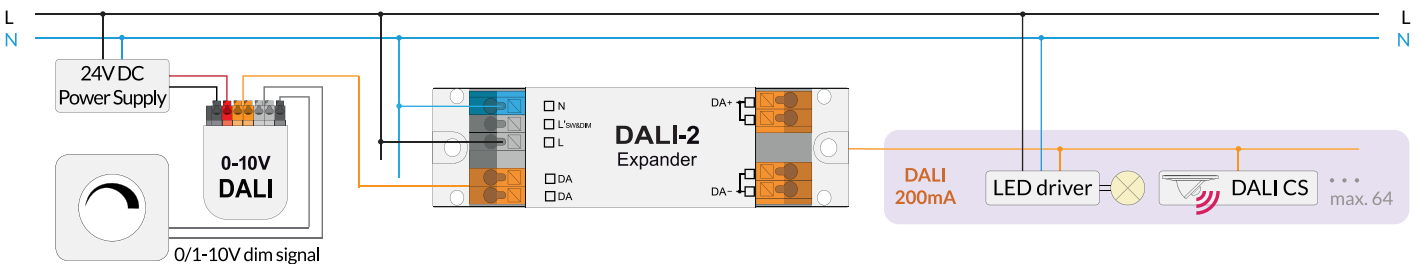 L
L
N
N
24V DC
Power Supply
0-10V
DALI
0/1-10V dim signal
N
L'SW&DIM
L
DA
DA
DALI-2
Expander
DA+
DA−
DALI
200mA
LED driver
DALI CS
• • •
max. 64